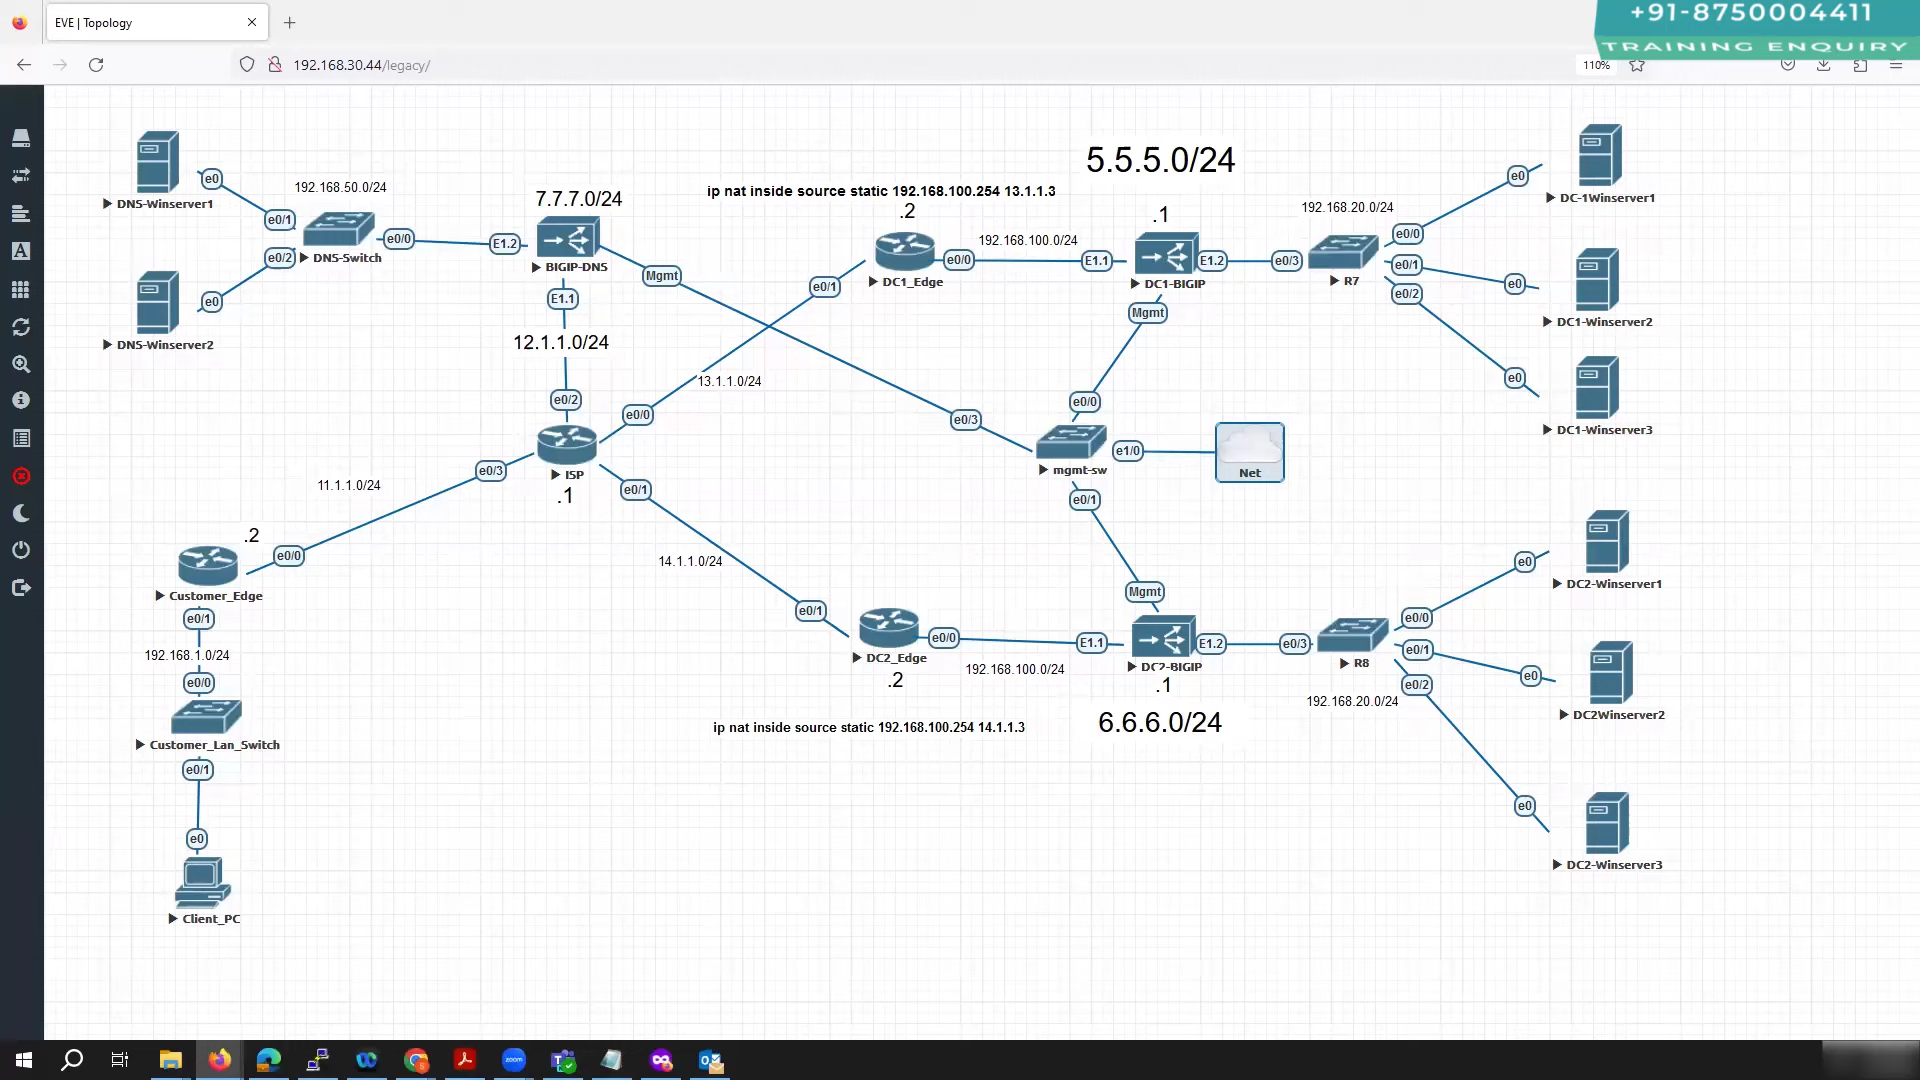 EVE | Topology
+91-8750004411
TRAINING ENQUIRY
192.168.30.44/legacy/
110%
5.5.5.0/24
7.7.7.0/24
ip nat inside source static 192.168.100.254 13.1.1.3
.2
.1
192.168.50.0/24
192.168.20.0/24
192.168.100.0/24
DNS-Winserver1
e0
e0/1
e0/2
e0
DNS-Switch
e0/0
E1.2
BIGIP-DNS
Mgmt
E1.1
DNS-Winserver2
12.1.1.0/24
e0/2
DC1_Edge
e0/0
e0/1
E1.1
DC1-BIGIP
E1.2
Mgmt
e0/3
R7
e0/0
e0/1
e0/2
e0
DC-1Winserver1
e0
DC1-Winserver2
e0
DC1-Winserver3
13.1.1.0/24
e0/0
ISP
.1
e0/3
e0/1
11.1.1.0/24
14.1.1.0/24
e0/3
e0/0
mgmt-sw
e1/0
Net
e0/1
Mgmt
.2
e0/0
Customer_Edge
e0/1
192.168.1.0/24
e0/0
Customer_Lan_Switch
e0/1
e0
Client_PC
e0/1
DC2_Edge
.2
e0/0
192.168.100.0/24
E1.1
DC2-BIGIP
.1
E1.2
e0/3
R8
192.168.20.0/24
e0/0
e0/1
e0/2
e0
DC2-Winserver1
e0
DC2Winserver2
e0
DC2-Winserver3
ip nat inside source static 192.168.100.254 14.1.1.3
6.6.6.0/24
zoom